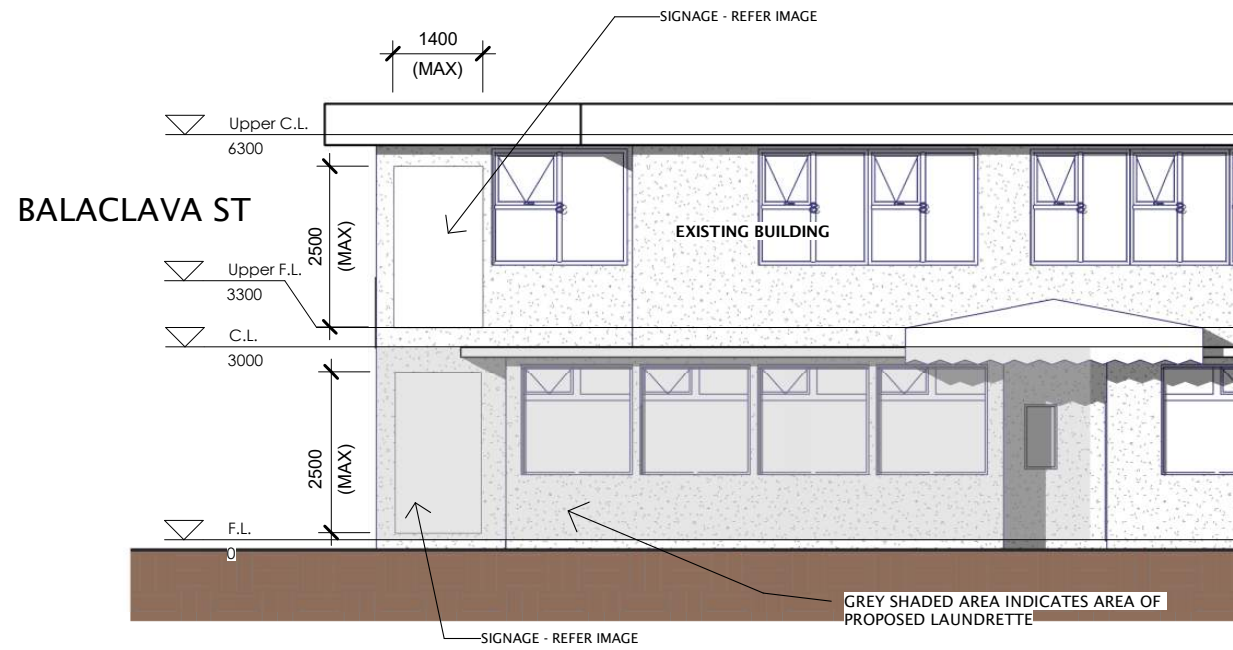 SIGNAGE - REFER IMAGE
1400
(MAX)
Upper C.L.
6300
BALACLAVA ST
2500
(MAX)
EXISTING BUILDING
Upper F.L.
3300
C.L.
3000
2500
(MAX)
F.L.
0
GREY SHADED AREA INDICATES AREA OF
PROPOSED LAUNDRETTE
SIGNAGE - REFER IMAGE